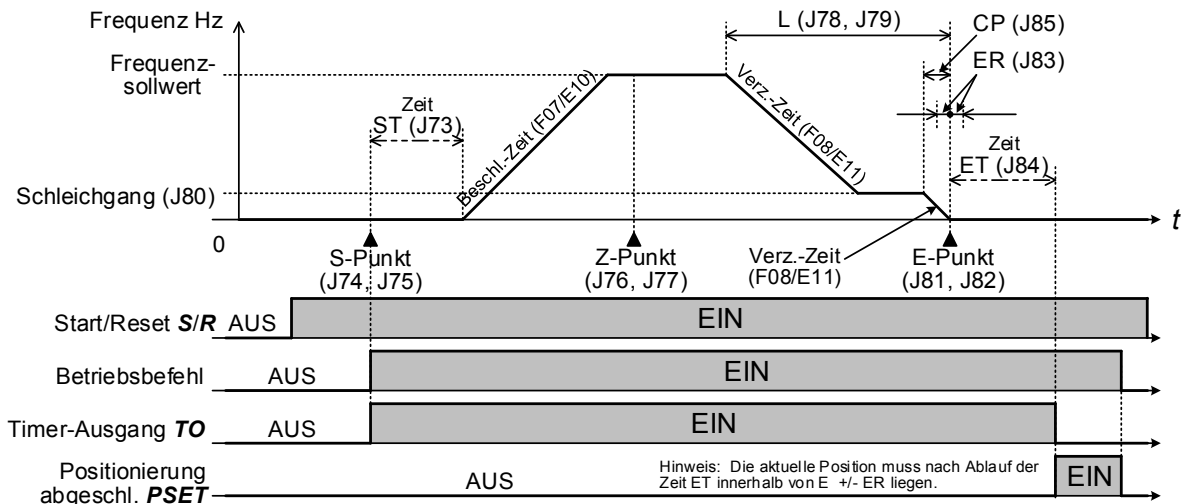 Frequenz Hz
L (J78, J79)
CP (J85)
ER (J83)
Frequenz-
sollwert
Zeit
ST (J73)
Beschl.-Zeit (F07/E10)
Verz.-Zeit (F08/E11)
Zeit
ET (J84)
Schleichgang (J80)
0
t
S-Punkt
(J74, J75)
Z-Punkt
(J76, J77)
Verz.-Zeit
(F08/E11)
E-Punkt
(J81, J82)
Start/Reset S/R AUS EIN
Betriebsbefehl AUS EIN
Timer-Ausgang TO AUS EIN
Positionierung
abgeschl. PSET AUS EIN
Hinweis: Die aktuelle Position muss nach Ablauf der
Zeit ET innerhalb von E +/- ER liegen.